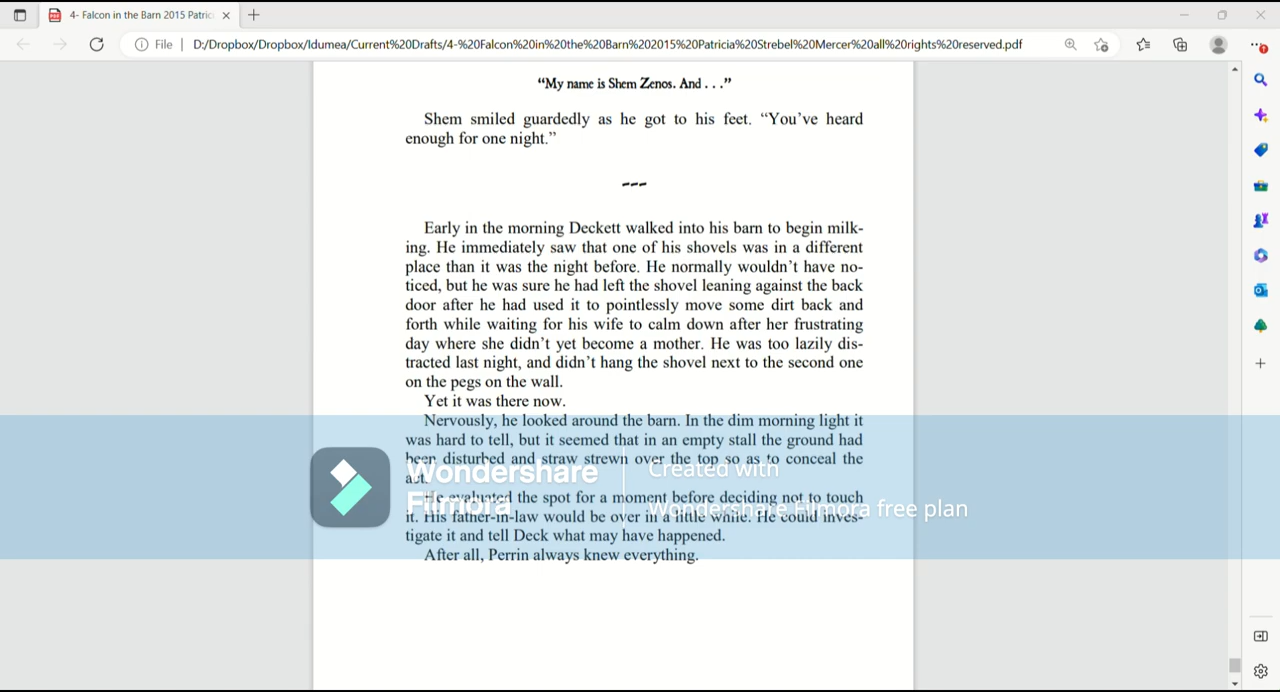 4- Falcon in the Barn 2015 Patric
File
D:/Dropbox/Dropbox/Idumea/Current%20Drafts/4-%20Falcon%20in%20the%20Barn%202015%20Patricia%20Strebel%20Mercer%20all%20rights%20reserved.pdf
“My name is Shem Zenos. And . . .”
Shem smiled guardedly as he got to his feet. “You’ve heard
enough for one night.”
~~~
Early in the morning Deckett walked into his barn to begin milk-
ing. He immediately saw that one of his shovels was in a different
place than it was the night before. He normally wouldn’t have no-
ticed, but he was sure he had left the shovel leaning against the back
door after he had used it to pointlessly move some dirt back and
forth while waiting for his wife to calm down after her frustrating
day where she didn’t yet become a mother. He was too lazily dis-
tracted last night, and didn’t hang the shovel next to the second one
on the pegs on the wall.
Yet it was there now.
Nervously, he looked around the barn. In the dim morning light it
was hard to tell, but it seemed that in an empty stall the ground had
been disturbed and straw strewn over the top so as to conceal the
act.
He evaluated the spot for a moment before deciding not to touch
it. His father-in-law would be over in a little while. He could inves-
tigate it and tell Deck what may have happened.
After all, Perrin always knew everything.
Wondershare
Filmora
Created with
Wondershare Filmora free plan